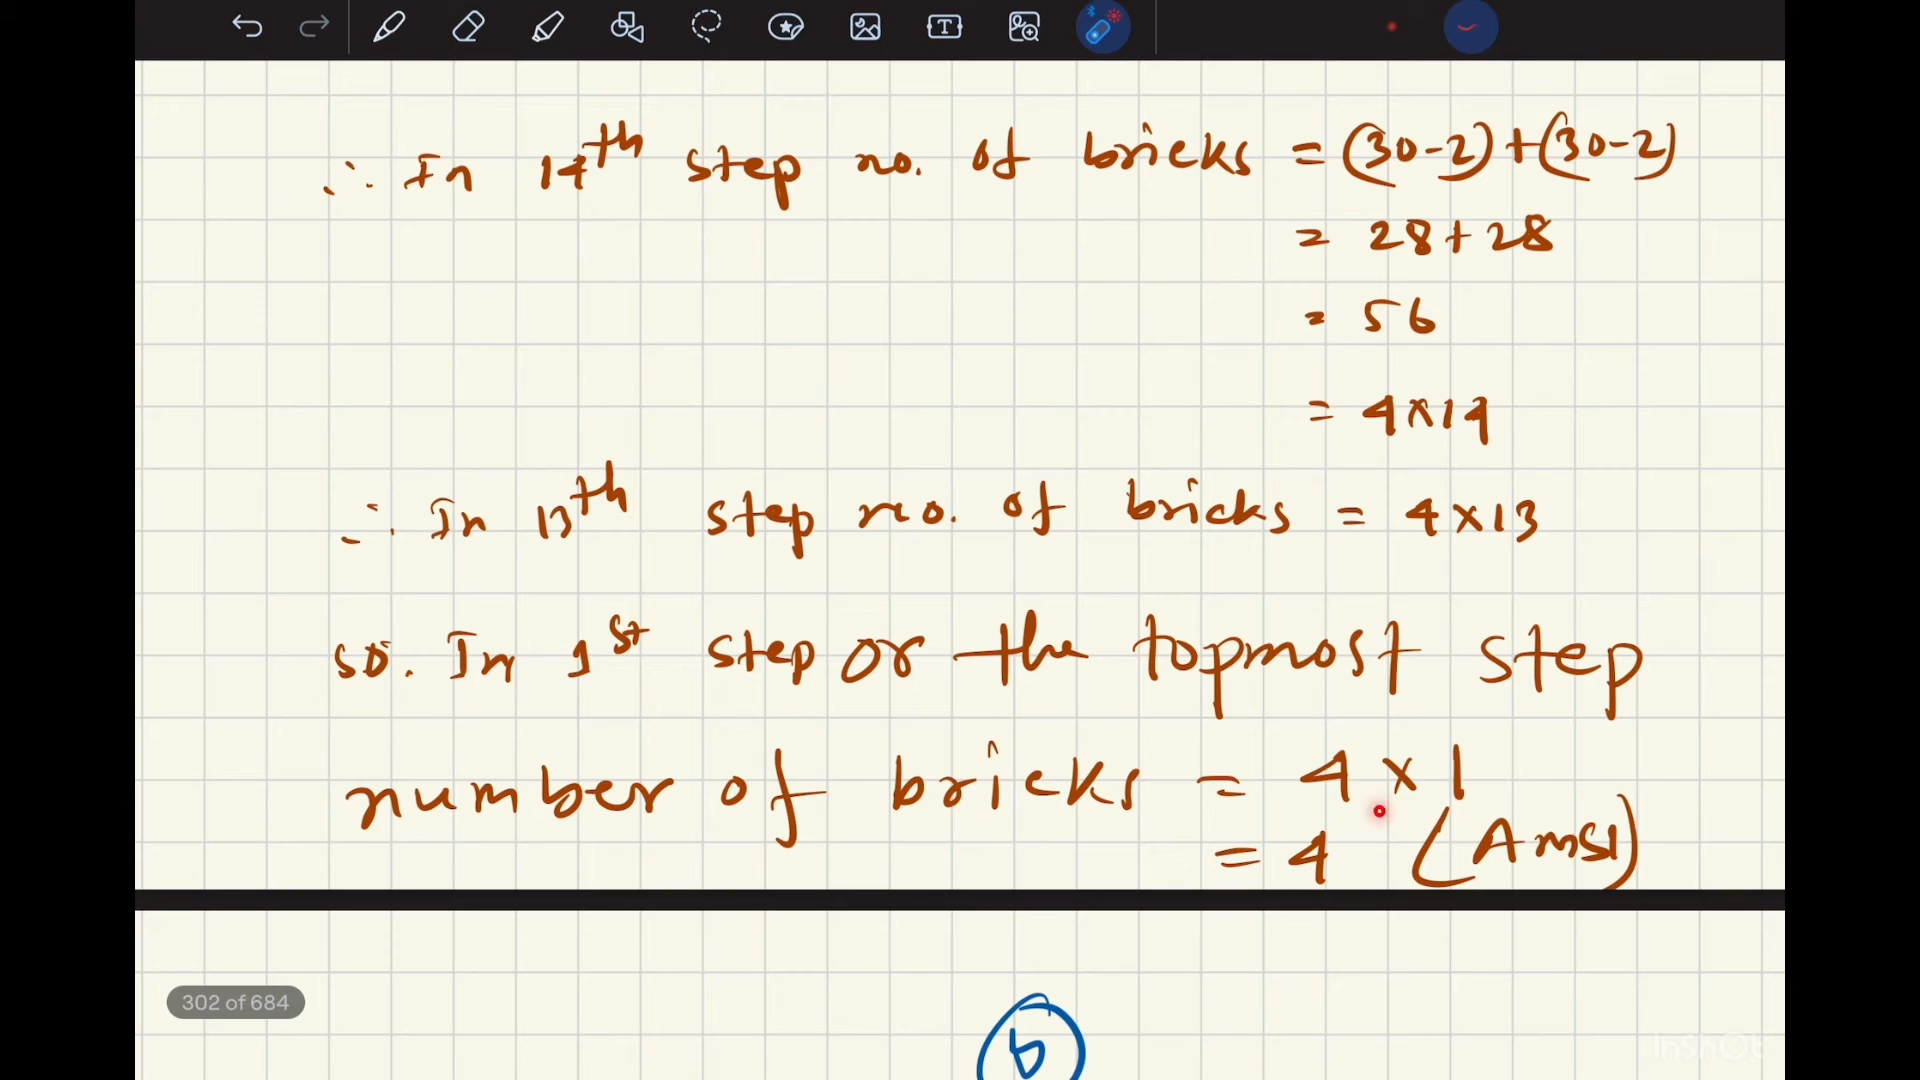 ∴ In 14th step no. of bricks = (30-2)+(30-2)
= 28+28
= 56
= 4×14
∴ In 13th step no. of bricks = 4×13
so. In 1st step or the topmost step
number of bricks = 4 × 1
= 4 (Ans)
302 of 684
b
InShOt